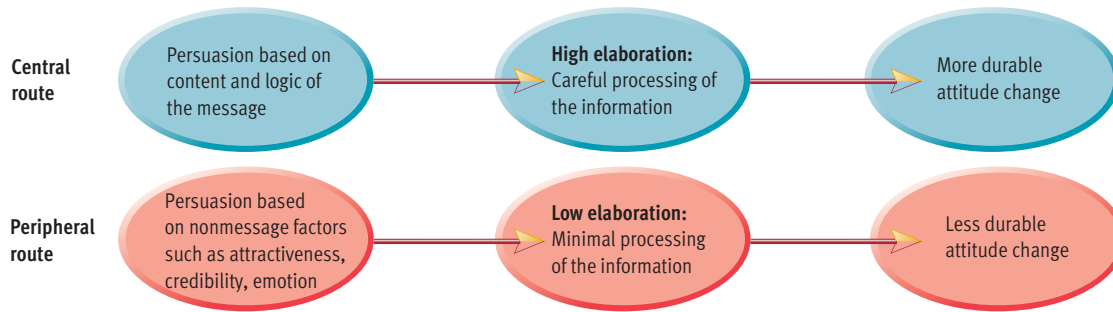 Central
route
Persuasion based on
content and logic of
the message
High elaboration:
Careful processing of
the information
More durable
attitude change
Peripheral
route
Persuasion based
on nonmessage factors
such as attractiveness,
credibility, emotion
Low elaboration:
Minimal processing
of the information
Less durable
attitude change